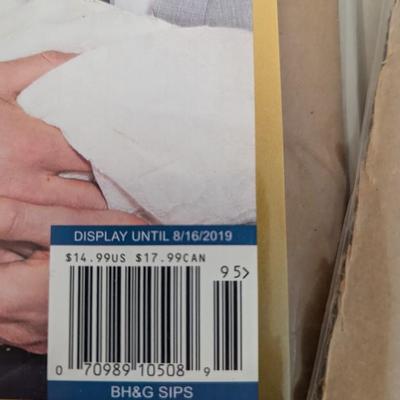 DISPLAY UNTIL 8/16/2019
$14.99US $17.99CAN
95>
0 70989 10508 9
BH&G SIPS